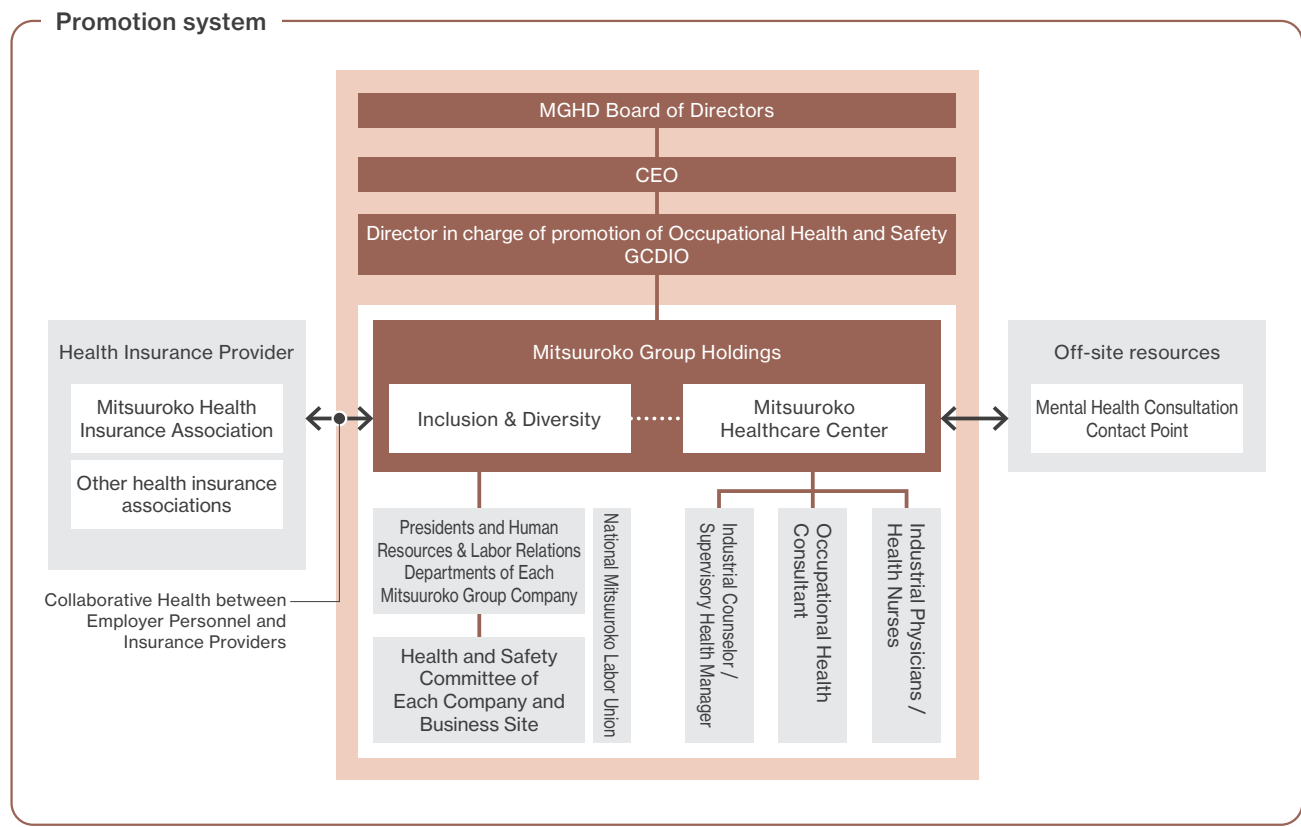 Promotion system
MGHD Board of Directors
CEO
Director in charge of promotion of Occupational Health and Safety
GCDIO
Health Insurance Provider
Mitsuuroko Health
Insurance Association
Other health insurance
associations
Mitsuuroko Group Holdings
Inclusion & Diversity
Mitsuuroko
Healthcare Center
Off-site resources
Mental Health Consultation
Contact Point
Collaborative Health between
Employer Personnel and
Insurance Providers
Presidents and Human
Resources & Labor Relations
Departments of Each
Mitsuuroko Group Company
Health and Safety
Committee of
Each Company and
Business Site
National Mitsuuroko Labor Union
Industrial Counselor /
Supervisory Health Manager
Occupational Health
Consultant
Industrial Physicians /
Health Nurses